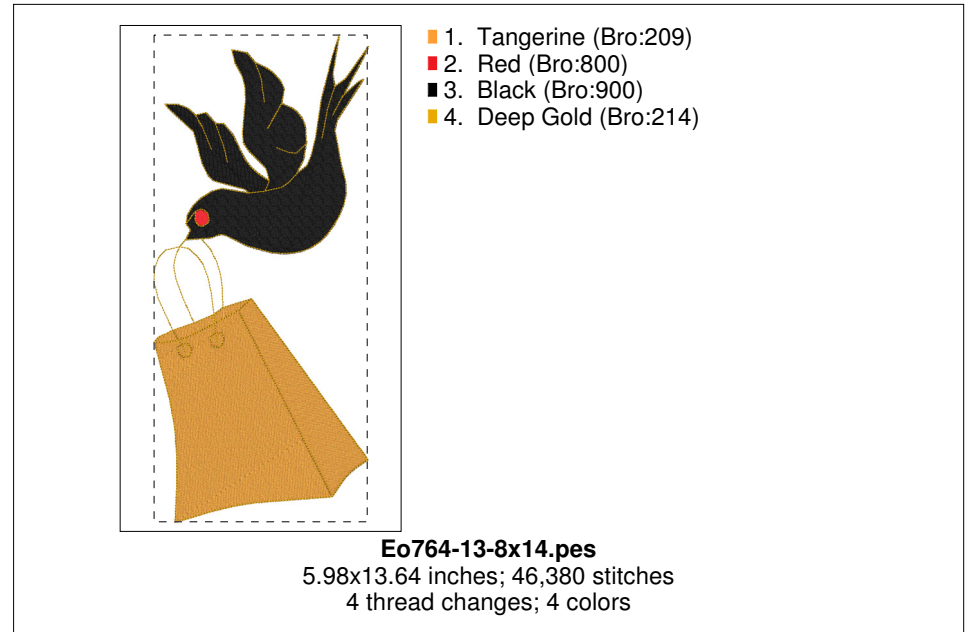 1. Tangerine (Bro:209)
2. Red (Bro:800)
3. Black (Bro:900)
4. Deep Gold (Bro:214)
Eo764-13-8x14.pes
5.98x13.64 inches; 46,380 stitches
4 thread changes; 4 colors